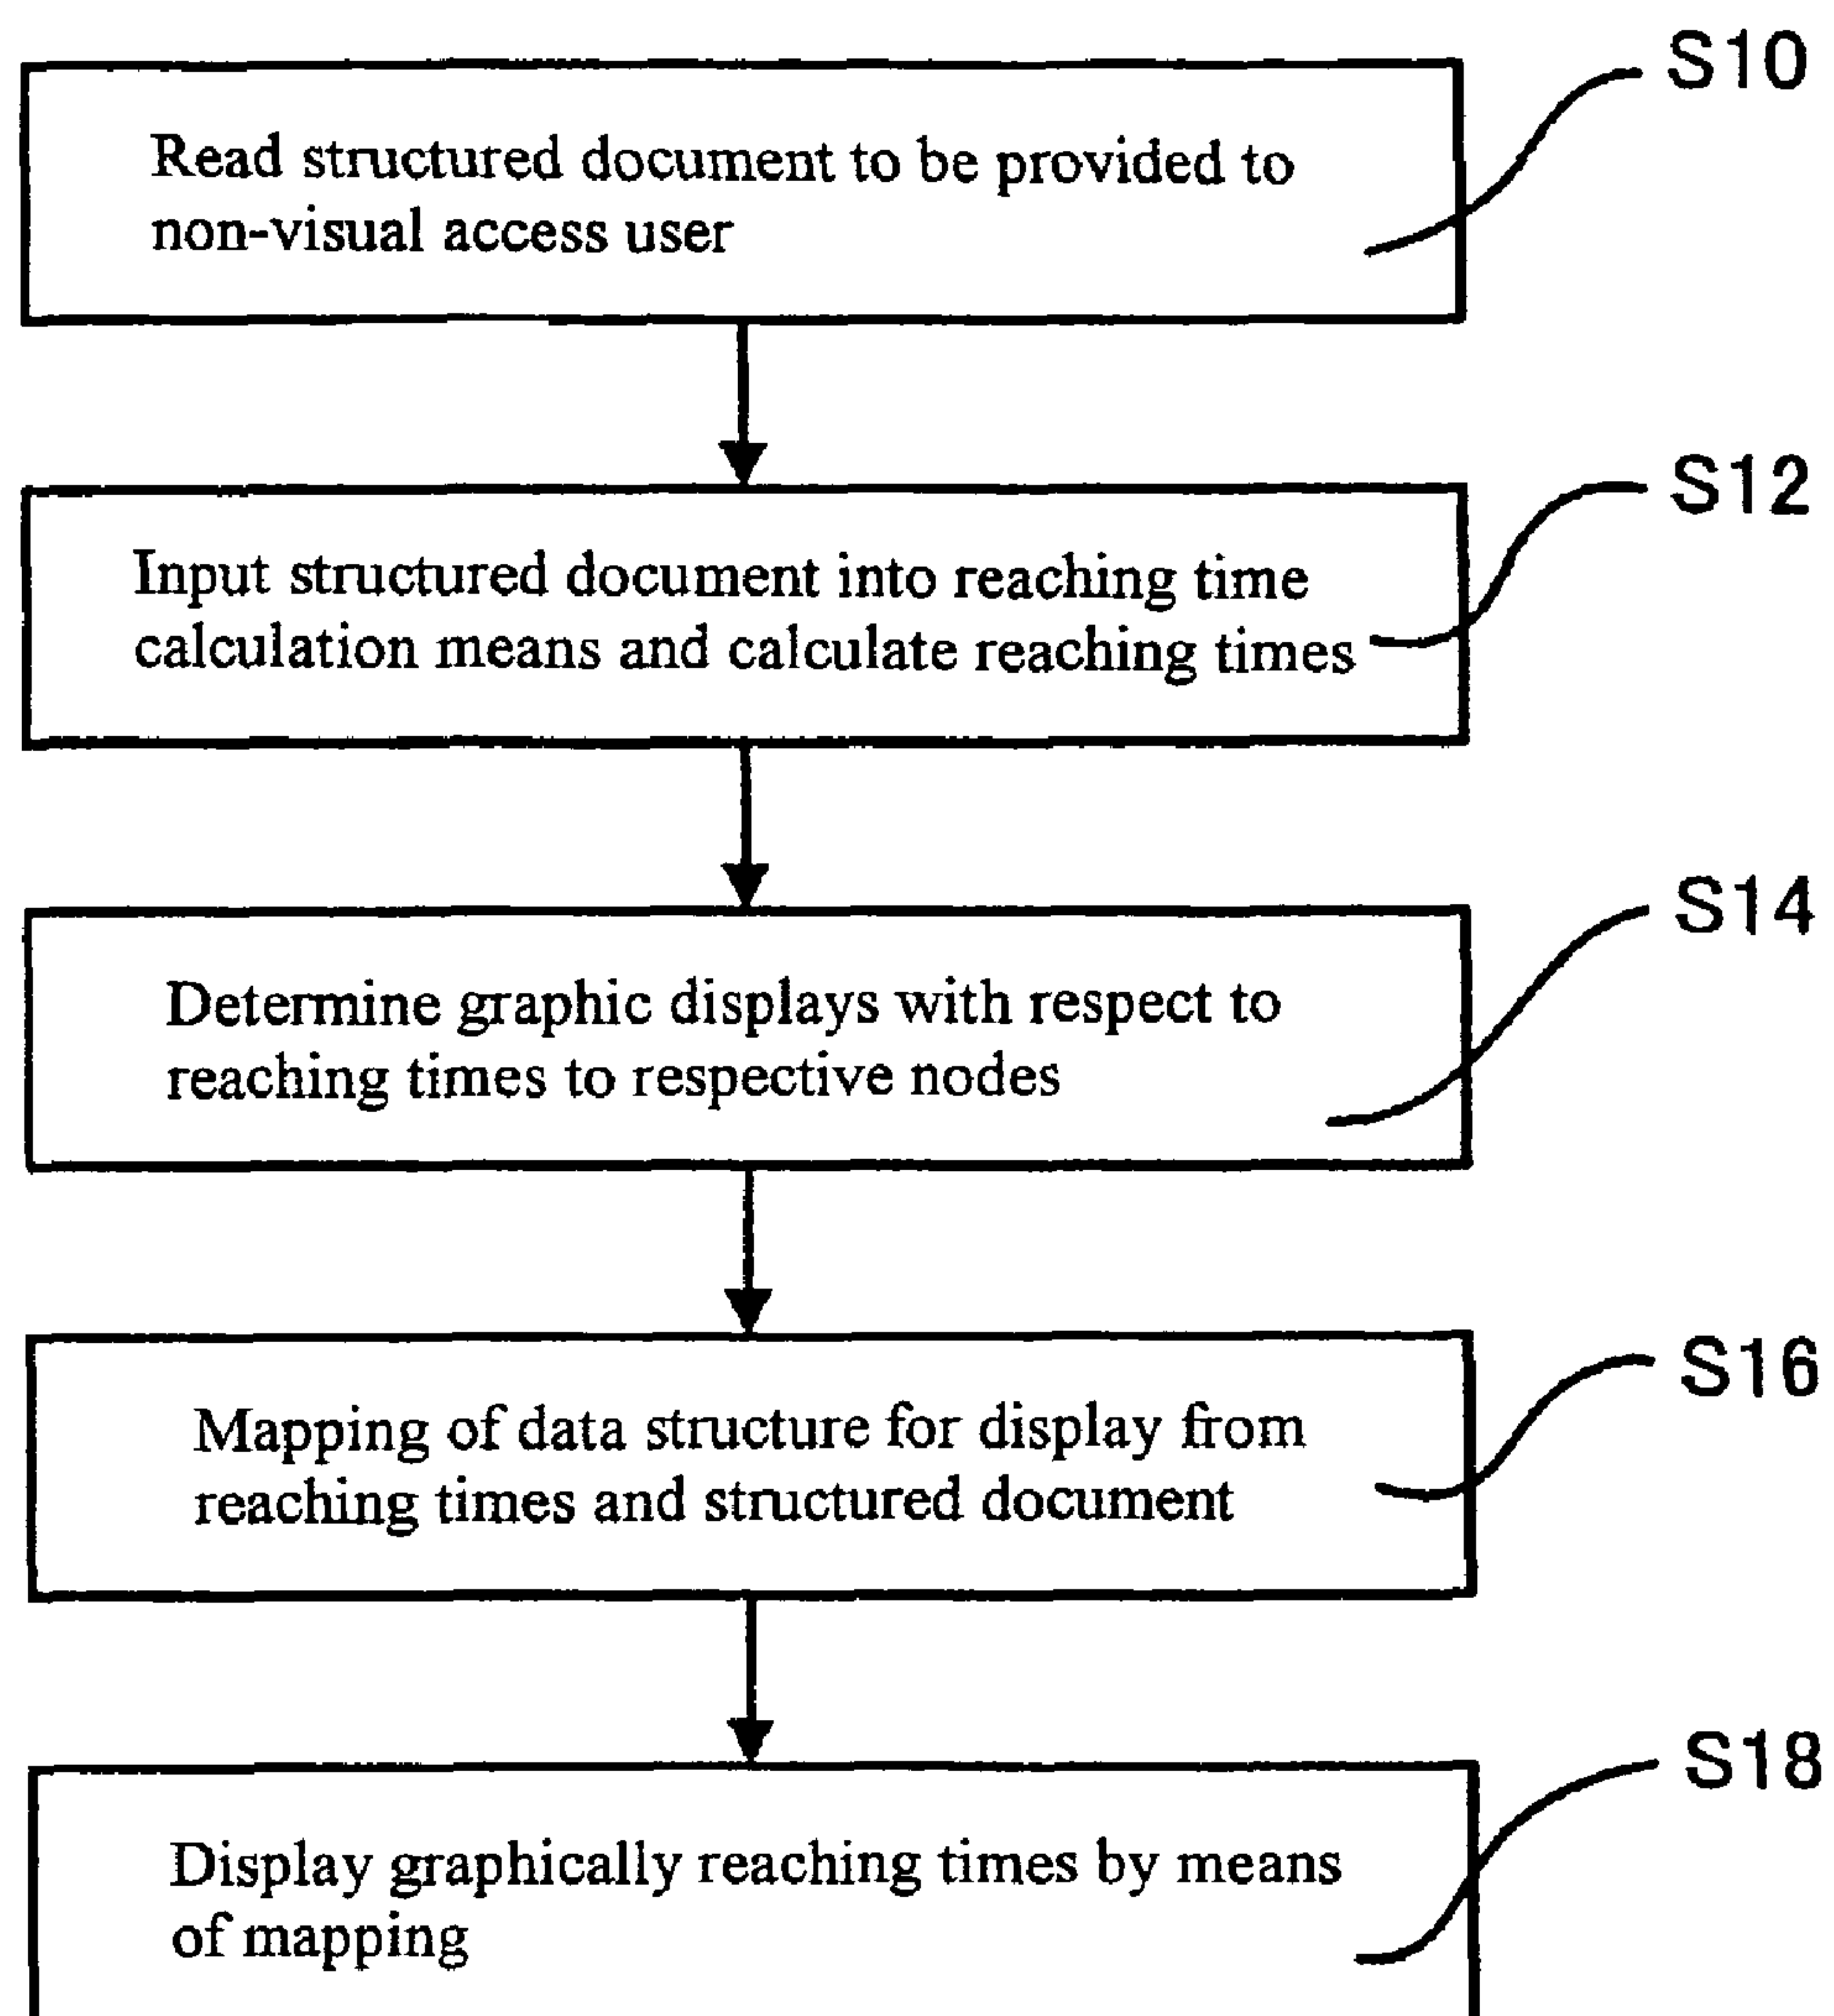 S10
Read structured document to be provided to
non-visual access user
S12
Input structured document into reaching time
calculation means and calculate reaching times
S14
Determine graphic displays with respect to
reaching times to respective nodes
S16
Mapping of data structure for display from
reaching times and structured document
S18
Display graphically reaching times by means
of mapping